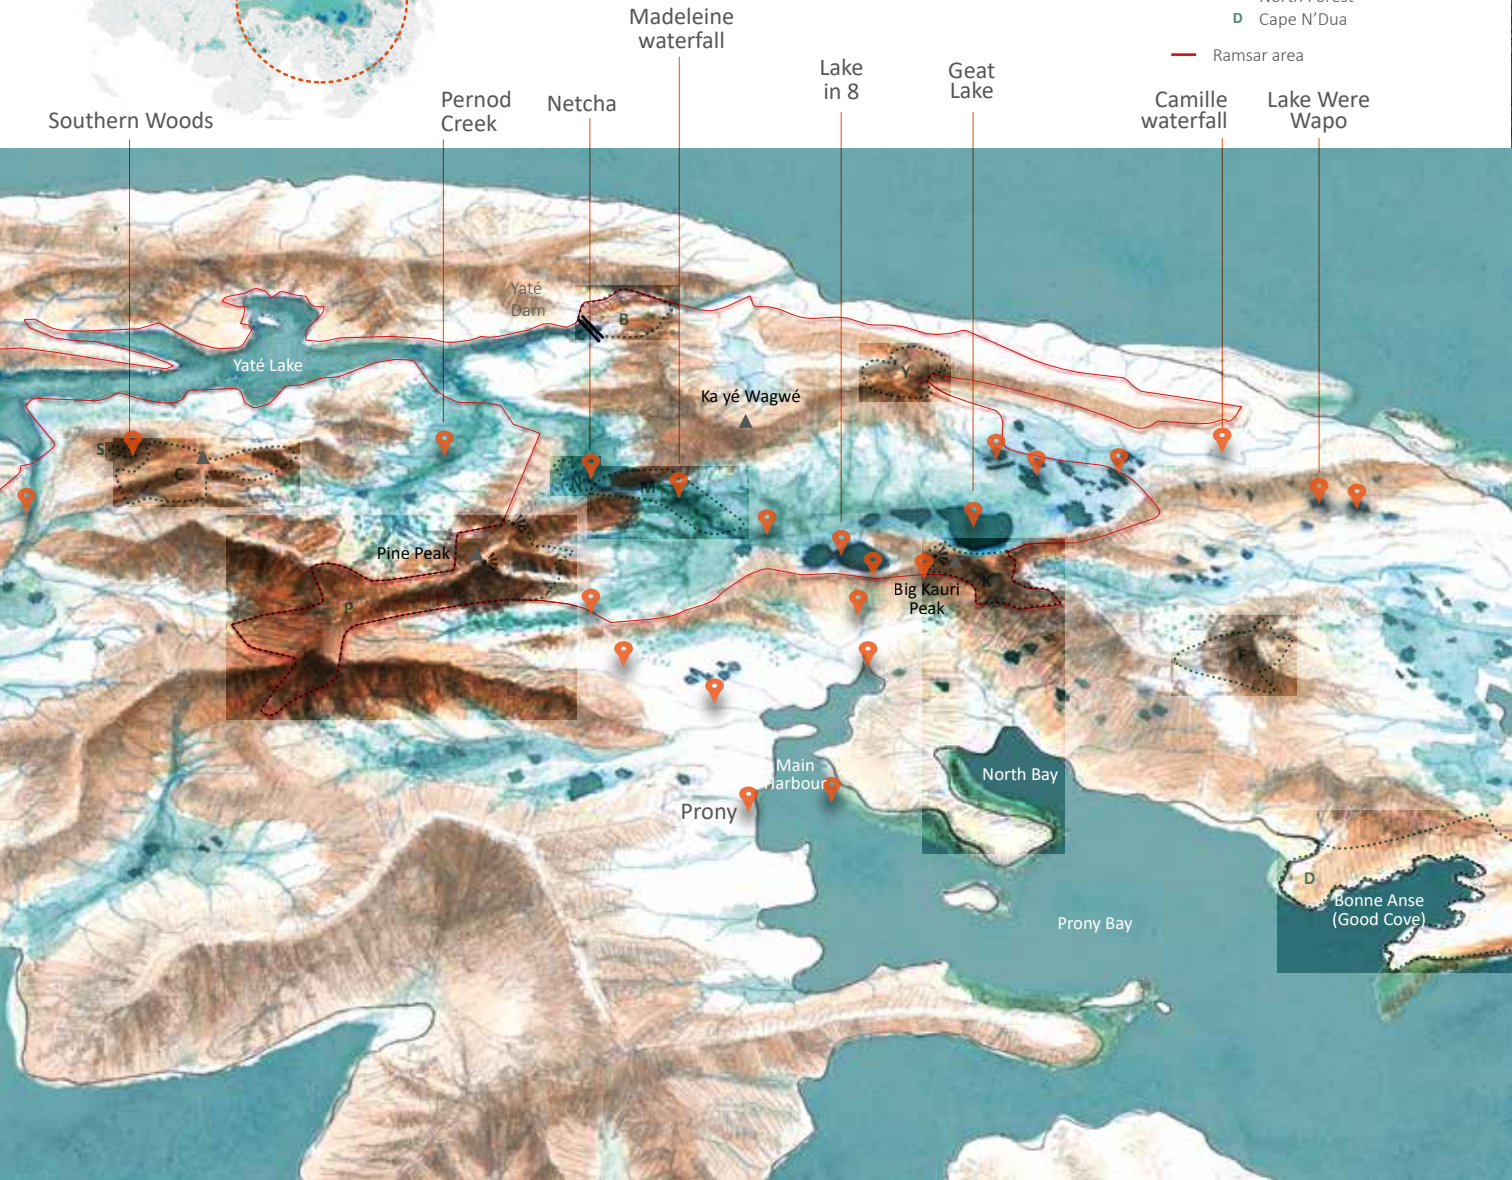 North Forest
D Cape N'Dua
Ramsar area
Madeleine
waterfall
Lake
in 8
Geat
Lake
Southern Woods
Pernod
Creek
Netcha
Camille
waterfall
Lake Were
Wapo
Yaté
Dam
B
Yaté Lake
Y
Ka yé Wagwé
S
C
N
M
Pine Peak
P
K
Big Kauri
Peak
F
Main
Harbour
North Bay
Prony
D
Bonne Anse
(Good Cove)
Prony Bay